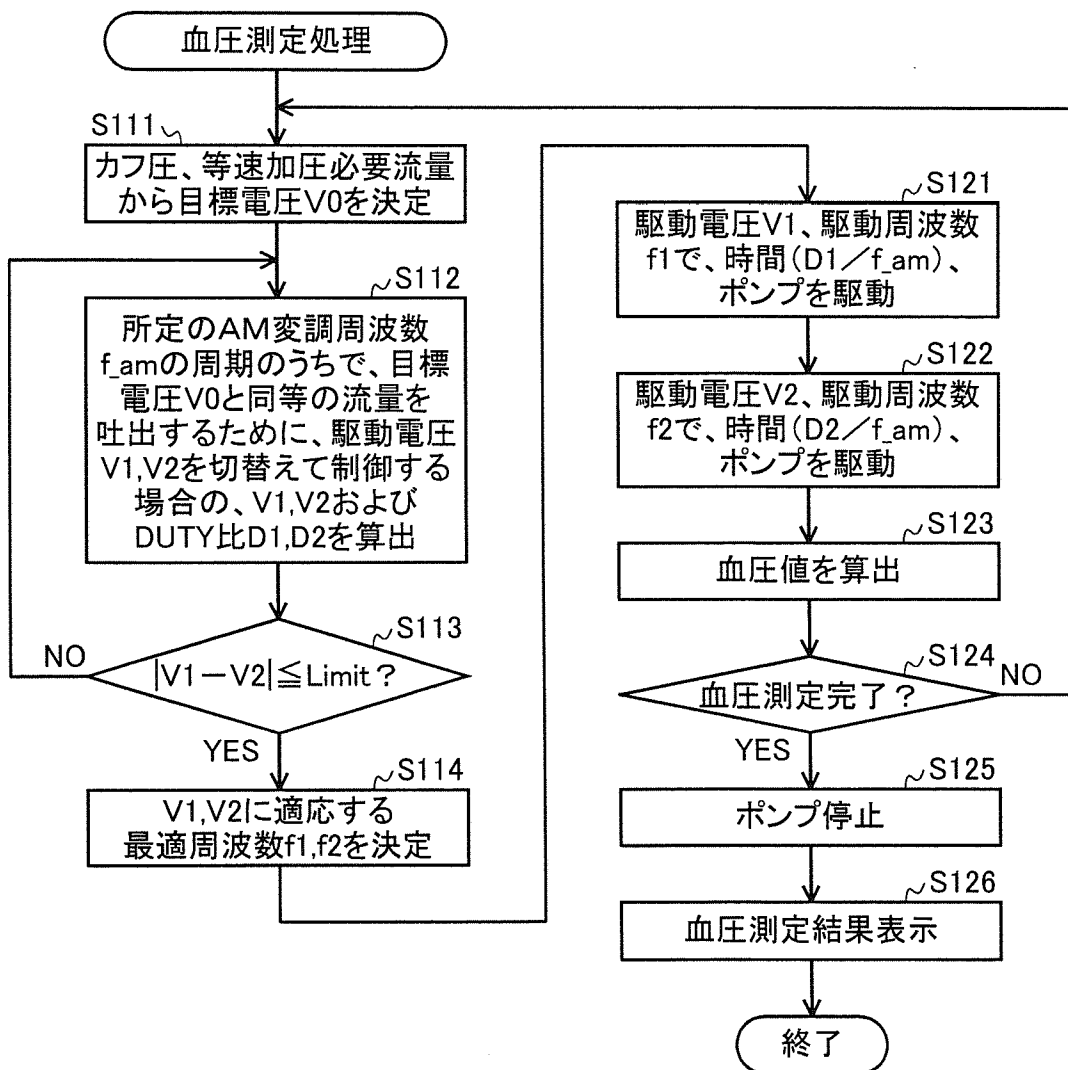 血圧測定処理
S111
カフ圧、等速加圧必要流量
から目標電圧V0を決定
S112
所定のAM変調周波数
f_amの周期のうちで、目標
電圧V0と同等の流量を
吐出するために、駆動電圧
V1,V2を切替えて制御する
場合の、V1,V2および
DUTY比D1,D2を算出
S113
NO
|V1－V2|≦Limit？
YES
S114
V1,V2に適応する
最適周波数f1,f2を決定
S121
駆動電圧V1、駆動周波数
f1で、時間(D1／f_am)、
ポンプを駆動
S122
駆動電圧V2、駆動周波数
f2で、時間(D2／f_am)、
ポンプを駆動
S123
血圧値を算出
S124
NO
血圧測定完了？
YES
S125
ポンプ停止
S126
血圧測定結果表示
終了